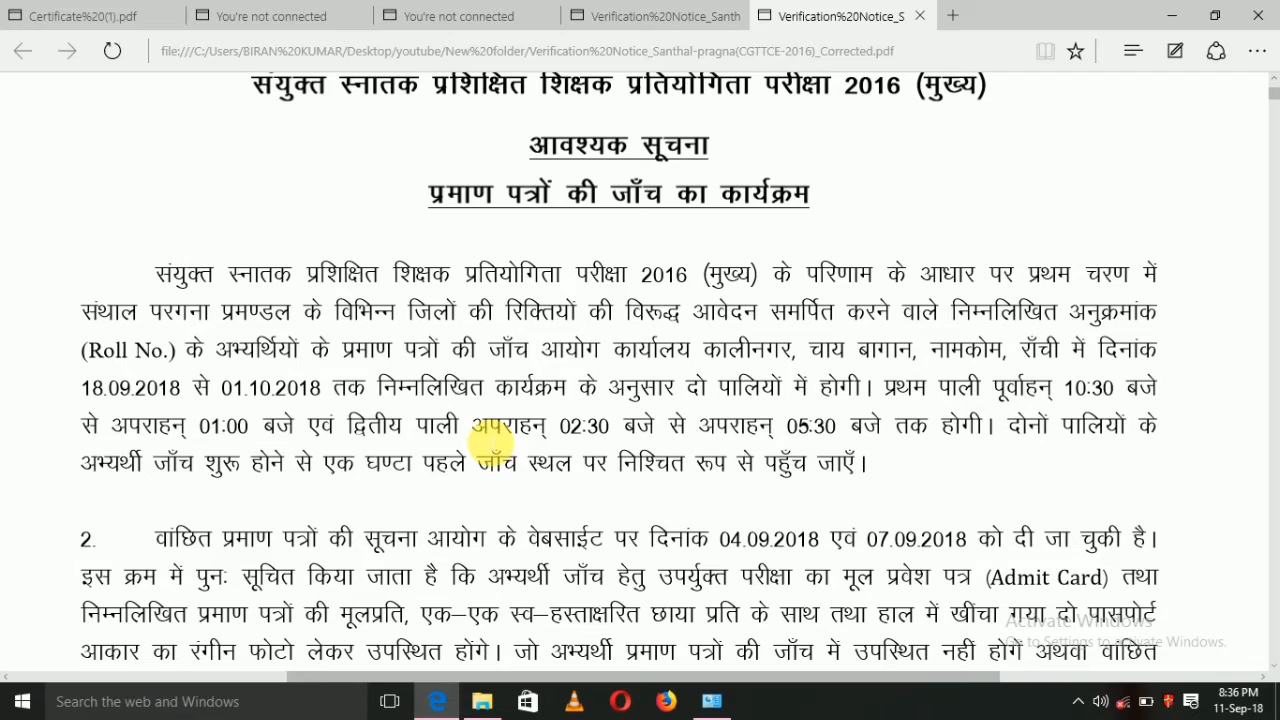 Certificate%20(1).pdf
You're not connected
You're not connected
Verification%20Notice_Santh
Verification%20Notice_S
file:///C:/Users/BIRAN%20KUMAR/Desktop/youtube/New%20folder/Verification%20Notice_Santhal-pragna(CGTTCE-2016)_Corrected.pdf
संयुक्त स्नातक प्रशिक्षित शिक्षक प्रतियोगिता परीक्षा 2016 (मुख्य)
आवश्यक सूचना
प्रमाण पत्रों की जाँच का कार्यक्रम
संयुक्त स्नातक प्रशिक्षित शिक्षक प्रतियोगिता परीक्षा 2016 (मुख्य) के परिणाम के आधार पर प्रथम चरण में
संथाल परगना प्रमण्डल के विभिन्न जिलों की रिक्तियों की विरूद्ध आवेदन समर्पित करने वाले निम्नलिखित अनुक्रमांक
(Roll No.) के अभ्यर्थियों के प्रमाण पत्रों की जाँच आयोग कार्यालय कालीनगर, चाय बागान, नामकोम, राँची में दिनांक
18.09.2018 से 01.10.2018 तक निम्नलिखित कार्यक्रम के अनुसार दो पालियों में होगी। प्रथम पाली पूर्वाहन् 10:30 बजे
से अपराहन् 01:00 बजे एवं द्वितीय पाली अपराहन् 02:30 बजे से अपराहन् 05:30 बजे तक होगी। दोनों पालियों के
अभ्यर्थी जाँच शुरू होने से एक घण्टा पहले जाँच स्थल पर निश्चित रूप से पहुँच जाएँ।
2. वांछित प्रमाण पत्रों की सूचना आयोग के वेबसाईट पर दिनांक 04.09.2018 एवं 07.09.2018 को दी जा चुकी है।
इस क्रम में पुनः सूचित किया जाता है कि अभ्यर्थी जाँच हेतु उपर्युक्त परीक्षा का मूल प्रवेश पत्र (Admit Card) तथा
निम्नलिखित प्रमाण पत्रों की मूलप्रति, एक–एक स्व–हस्ताक्षरित छाया प्रति के साथ तथा हाल में खींचा गया दो पासपोर्ट
आकार का रंगीन फोटो लेकर उपस्थित होंगे। जो अभ्यर्थी प्रमाण पत्रों की जाँच में उपस्थित नहीं होगें अथवा वांछित
Activate Windows
Go to Settings to activate Windows.
Search the web and Windows
8:36 PM
11-Sep-18